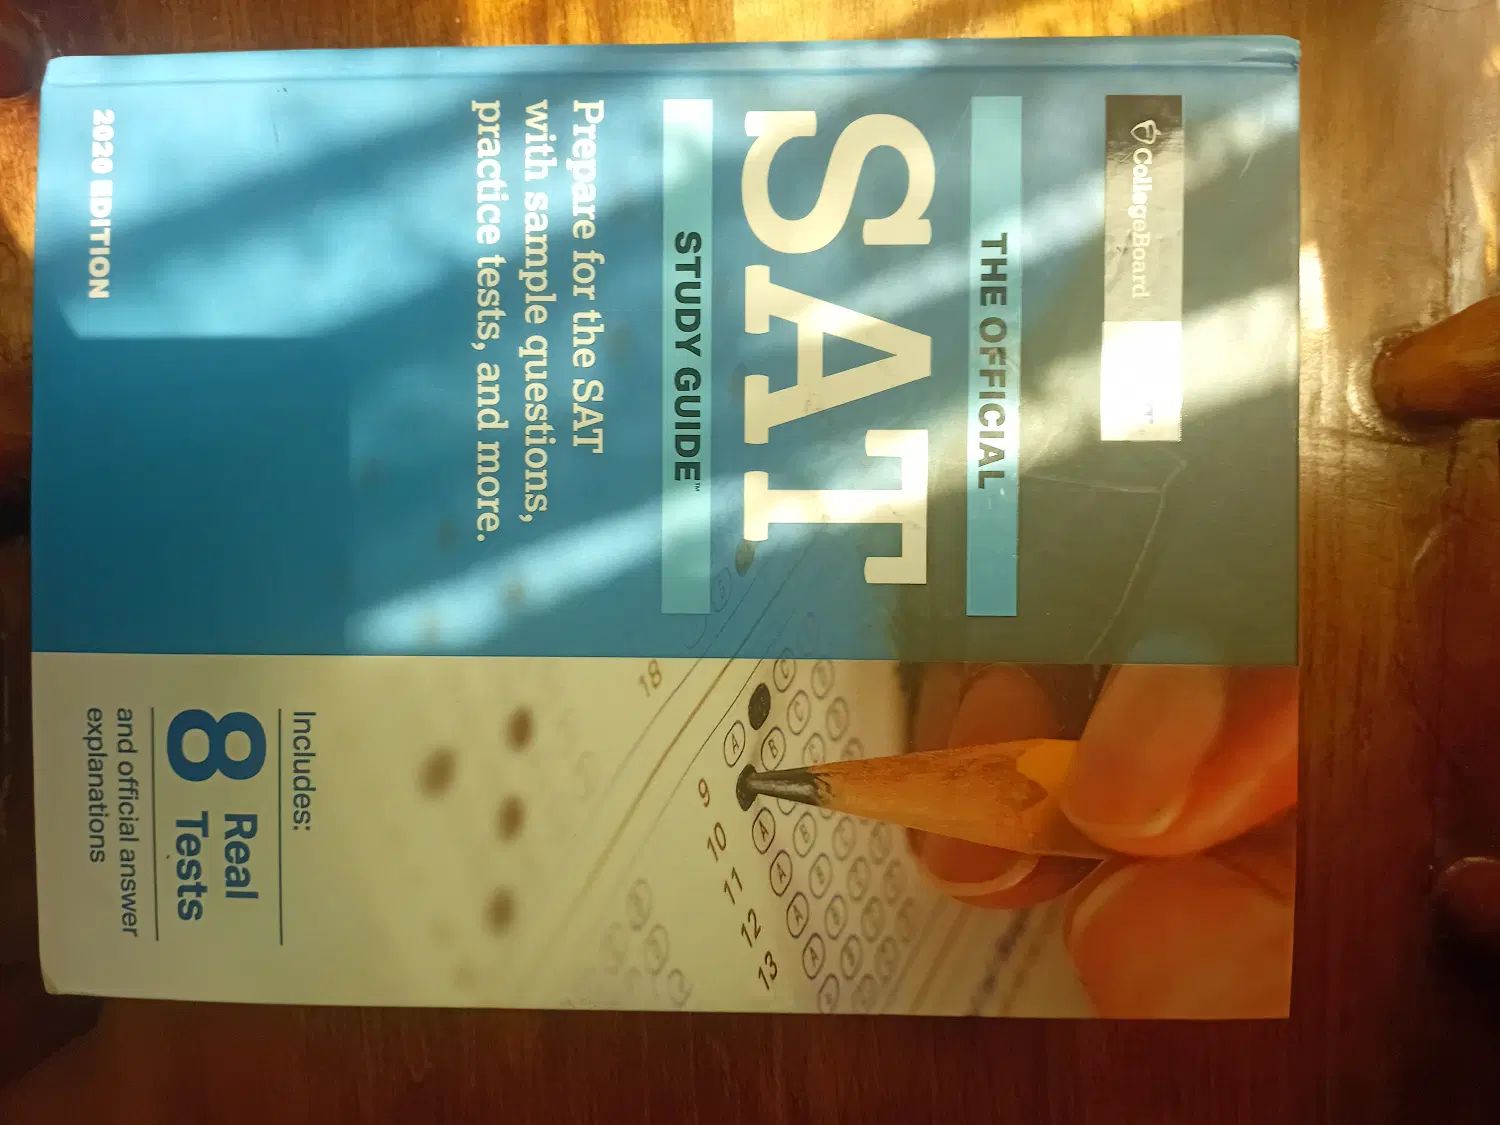 CollegeBoard
THE OFFICIAL
SAT
STUDY GUIDE™
Prepare for the SAT
with sample questions,
practice tests, and more.
2020 EDITION
Includes:
8 Real
Tests
and official answer
explanations
18
9
10
11
12
13